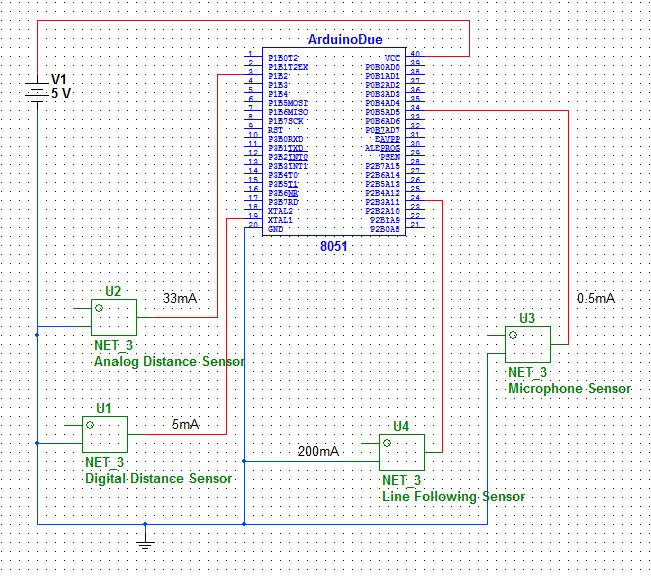 ArduinoDue
1 P1B0T2 VCC 40
2 P1B1T2EX P0B0AD0 39
3 P1B2 P0B1AD1 38
4 P1B3 P0B2AD2 37
5 P1B4 P0B3AD3 36
6 P1B5MOSI P0B4AD4 35
7 P1B6MISO P0B5AD5 34
8 P1B7SCK P0B6AD6 33
9 RST P0B7AD7 32
10 P3B0RXD EAVPP 31
11 P3B1TXD ALEPROG 30
12 P3B2INT0 PSEN 29
13 P3B3INT1 P2B7A15 28
14 P3B4T0 P2B6A14 27
15 P3B5T1 P2B5A13 26
16 P3B6WR P2B4A12 25
17 P3B7RD P2B3A11 24
18 XTAL2 P2B2A10 23
19 XTAL1 P2B1A9 22
20 GND P2B0A8 21
8051
V1
5 V
U2
33mA
NET_3
Analog Distance Sensor
0.5mA
U3
NET_3
Microphone Sensor
U1
5mA
NET_3
Digital Distance Sensor
U4
200mA
NET_3
Line Following Sensor